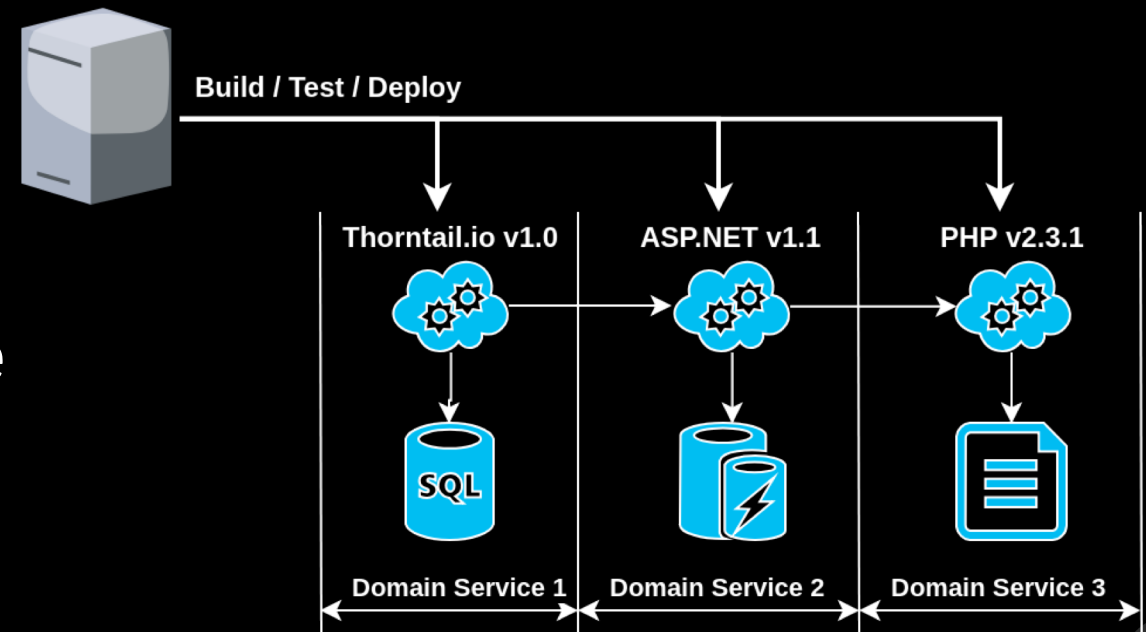 Build / Test / Deploy
Thorntail.io v1.0
ASP.NET v1.1
PHP v2.3.1
e
SQL
Domain Service 1
Domain Service 2
Domain Service 3